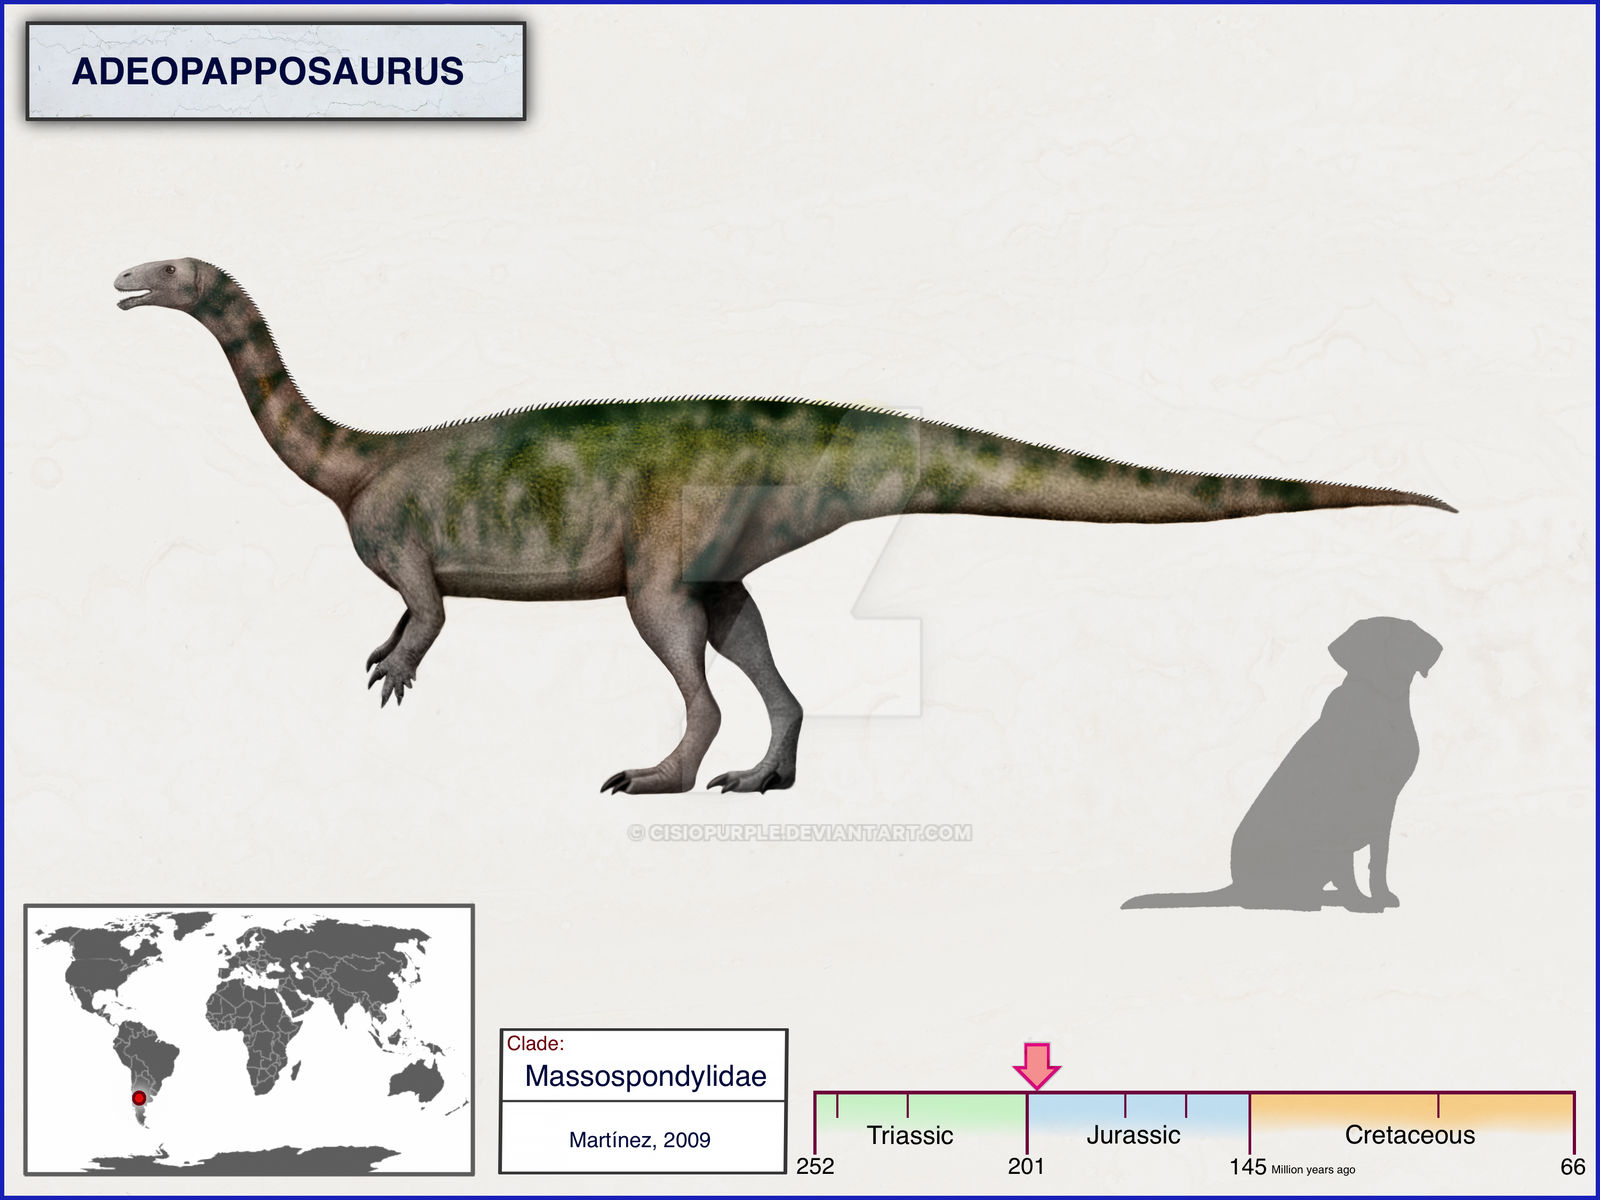 ADEOPAPPOSAURUS
© CISIOPURPLE.DEVIANTART.COM
Clade:
Massospondylidae
Martínez, 2009
Triassic Jurassic Cretaceous
252 201 145 Million years ago 66